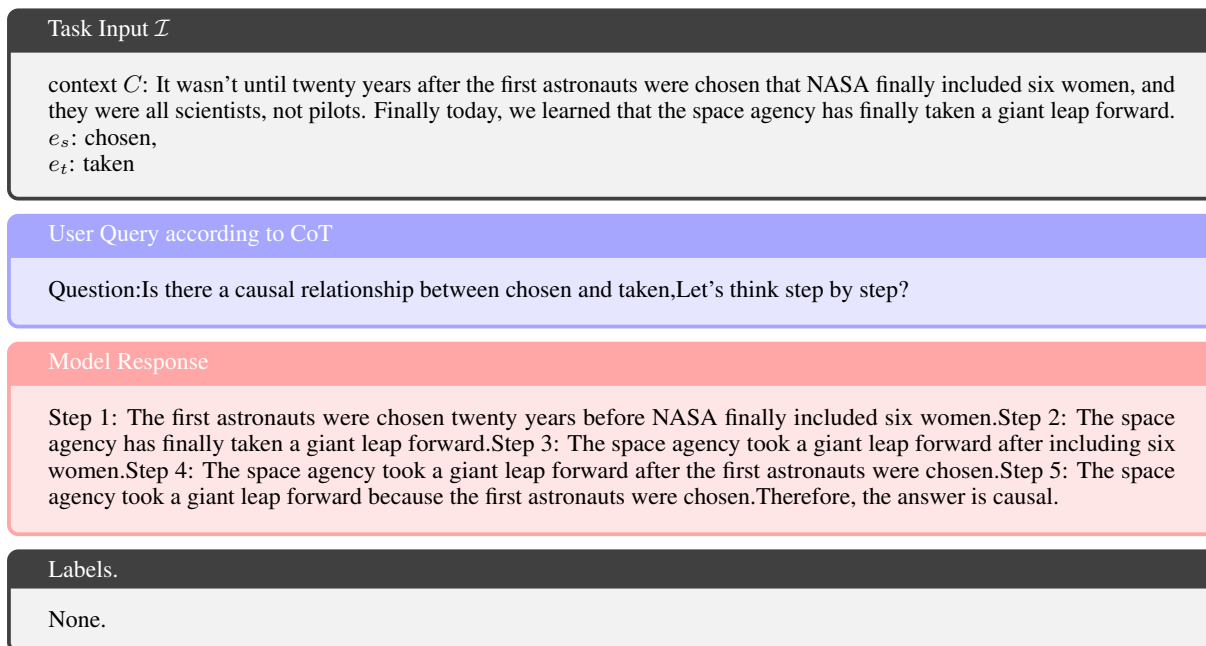 Task Input ℐ
context C: It wasn't until twenty years after the first astronauts were chosen that NASA finally included six women, and
they were all scientists, not pilots. Finally today, we learned that the space agency has finally taken a giant leap forward.
e_s: chosen,
e_t: taken
User Query according to CoT
Question:Is there a causal relationship between chosen and taken,Let's think step by step?
Model Response
Step 1: The first astronauts were chosen twenty years before NASA finally included six women.Step 2: The space
agency has finally taken a giant leap forward.Step 3: The space agency took a giant leap forward after including six
women.Step 4: The space agency took a giant leap forward after the first astronauts were chosen.Step 5: The space
agency took a giant leap forward because the first astronauts were chosen.Therefore, the answer is causal.
Labels.
None.